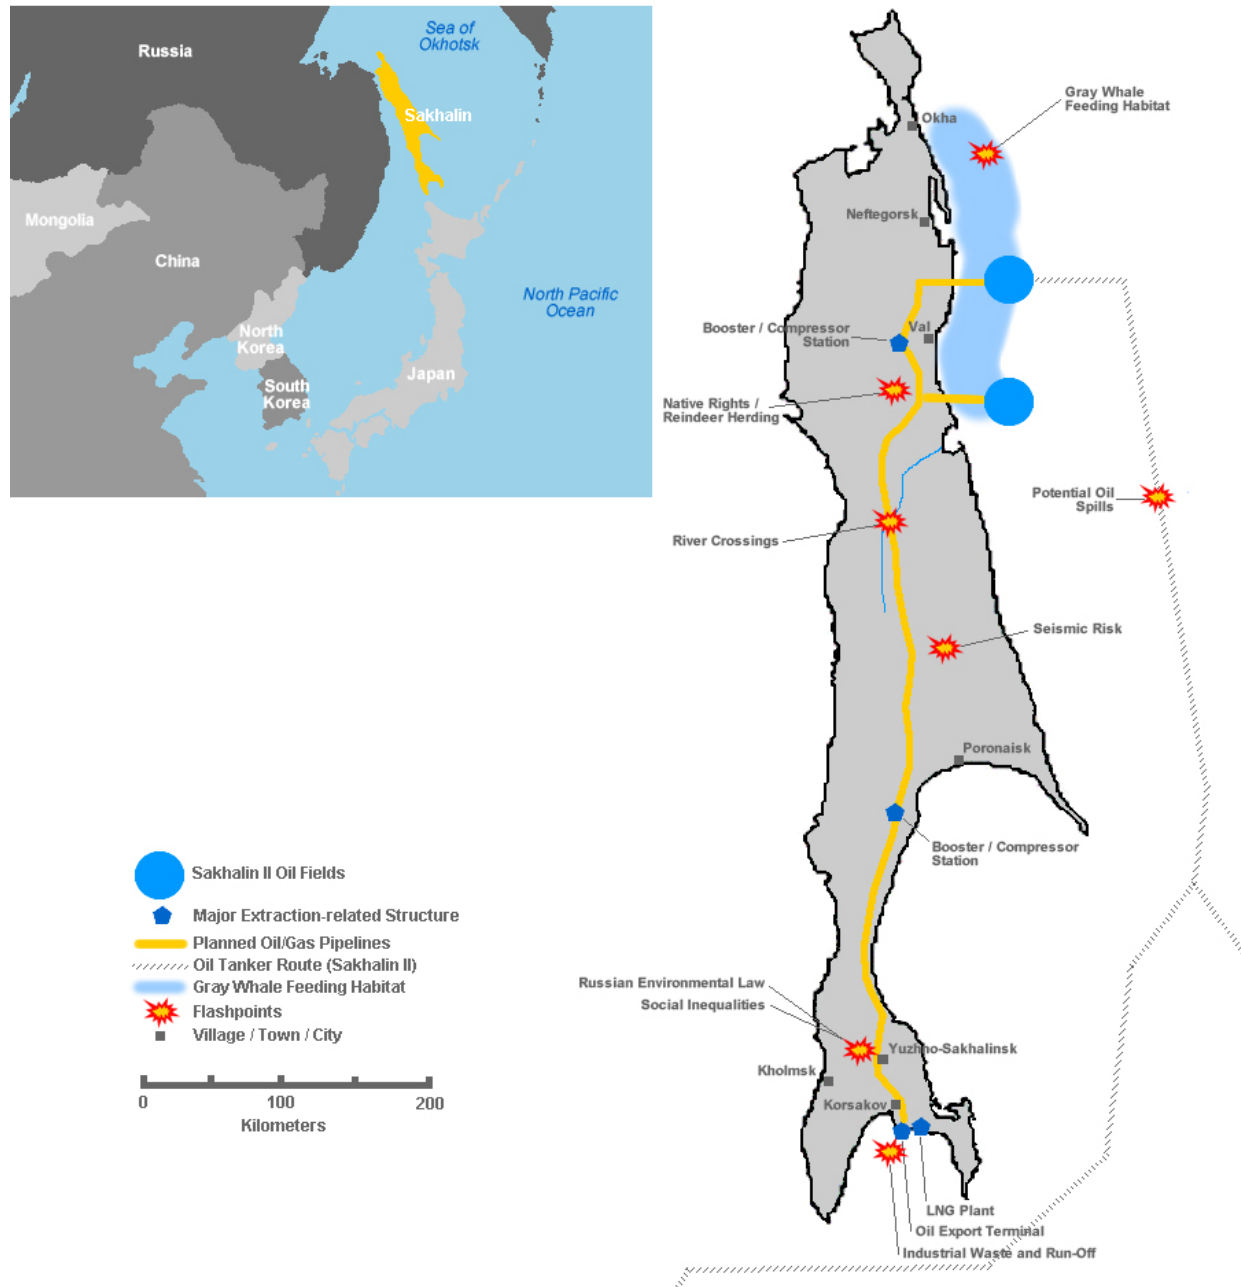 Sea of
Okhotsk
Russia
Sakhalin
Mongolia
China
North Pacific
Ocean
North
Korea
South
Korea
Japan
Gray Whale
Feeding Habitat
Okha
Neftegorsk
Booster / Compressor
Station
Val
Native Rights /
Reindeer Herding
Potential Oil
Spills
River Crossings
Seismic Risk
Poronaisk
Booster / Compressor
Station
Russian Environmental Law
Social Inequalities
Yuzhno-Sakhalinsk
Kholmsk
Korsakov
LNG Plant
Oil Export Terminal
Industrial Waste and Run-Off
Sakhalin II Oil Fields
Major Extraction-related Structure
Planned Oil/Gas Pipelines
Oil Tanker Route (Sakhalin II)
Gray Whale Feeding Habitat
Flashpoints
Village / Town / City
0 100 200
Kilometers